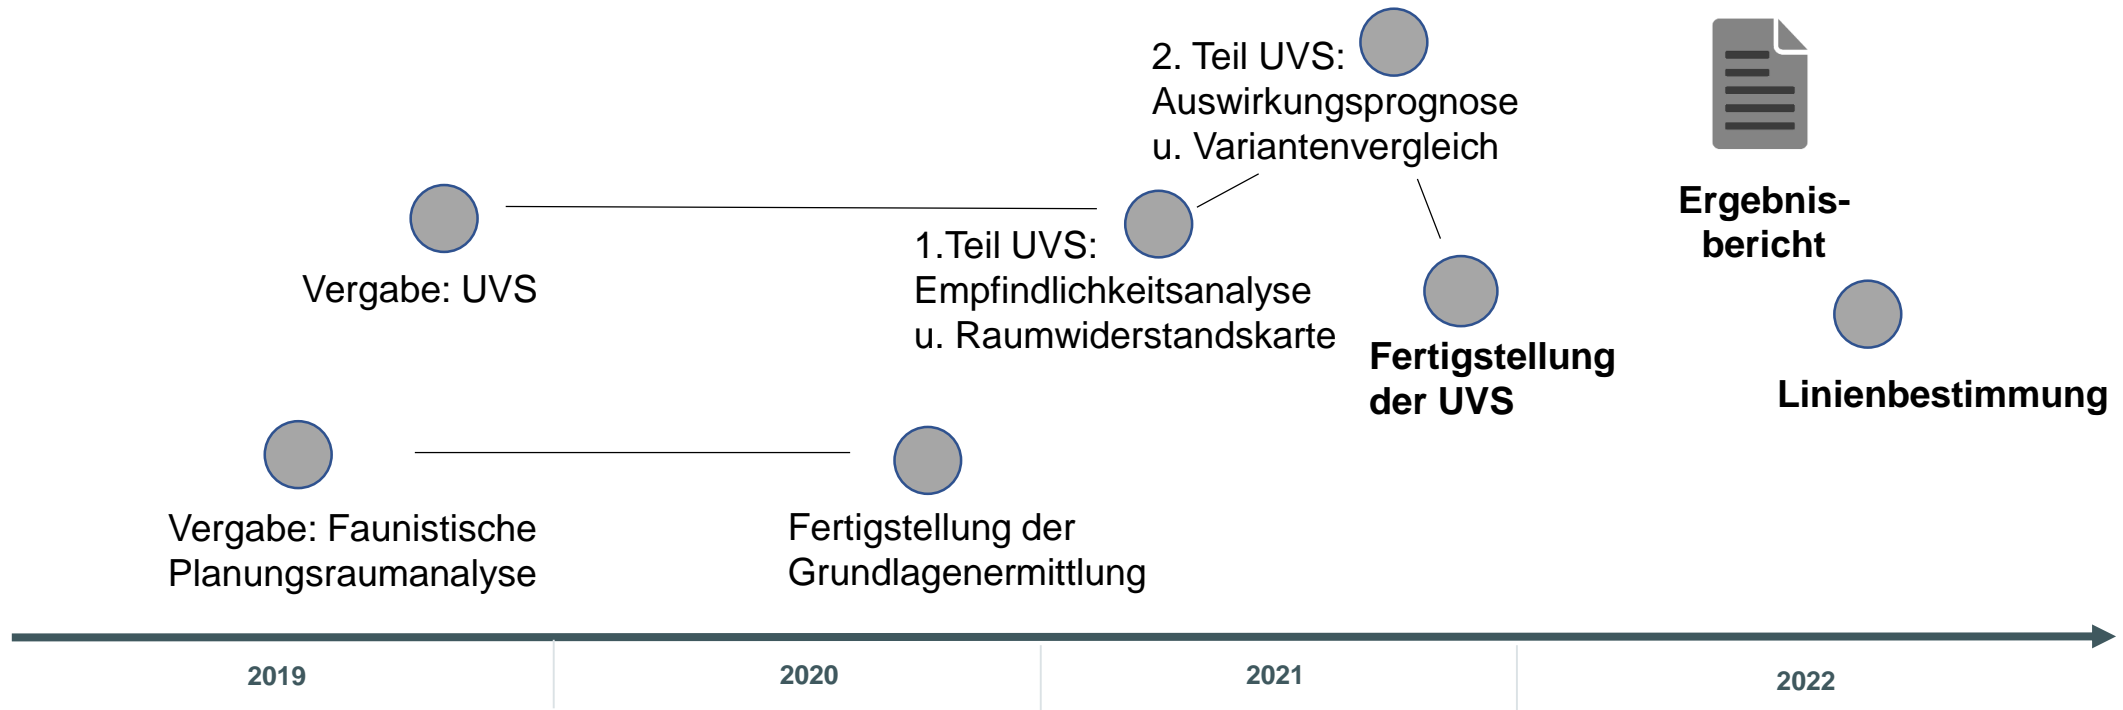 2. Teil UVS:
Auswirkungsprognose
u. Variantenvergleich
Ergebnis-
bericht
1.Teil UVS:
Empfindlichkeitsanalyse
u. Raumwiderstandskarte
Vergabe: UVS
Fertigstellung
der UVS
Linienbestimmung
Vergabe: Faunistische
Planungsraumanalyse
Fertigstellung der
Grundlagenermittlung
2019
2020
2021
2022